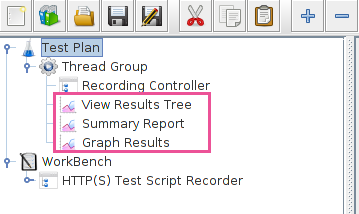 Test Plan
Thread Group
Recording Controller
View Results Tree
Summary Report
Graph Results
WorkBench
HTTP(S) Test Script Recorder